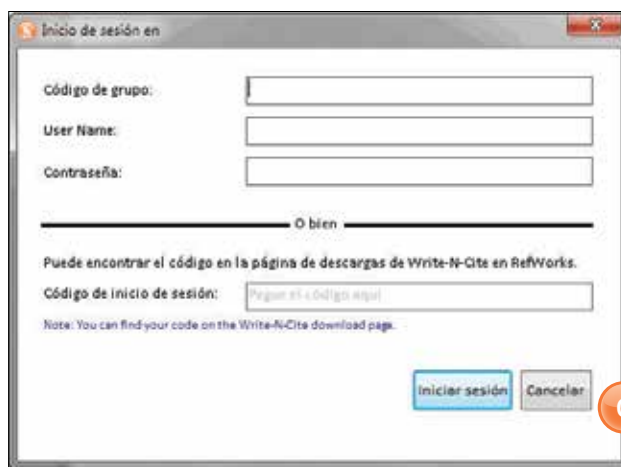 Inicio de sesión en
Código de grupo:
User Name:
Contraseña:
O bien
Puede encontrar el código en la página de descargas de Write-N-Cite en RefWorks.
Código de inicio de sesión: Pegue el código aquí
Note: You can find your code on the Write-N-Cite download page.
Iniciar sesión Cancelar